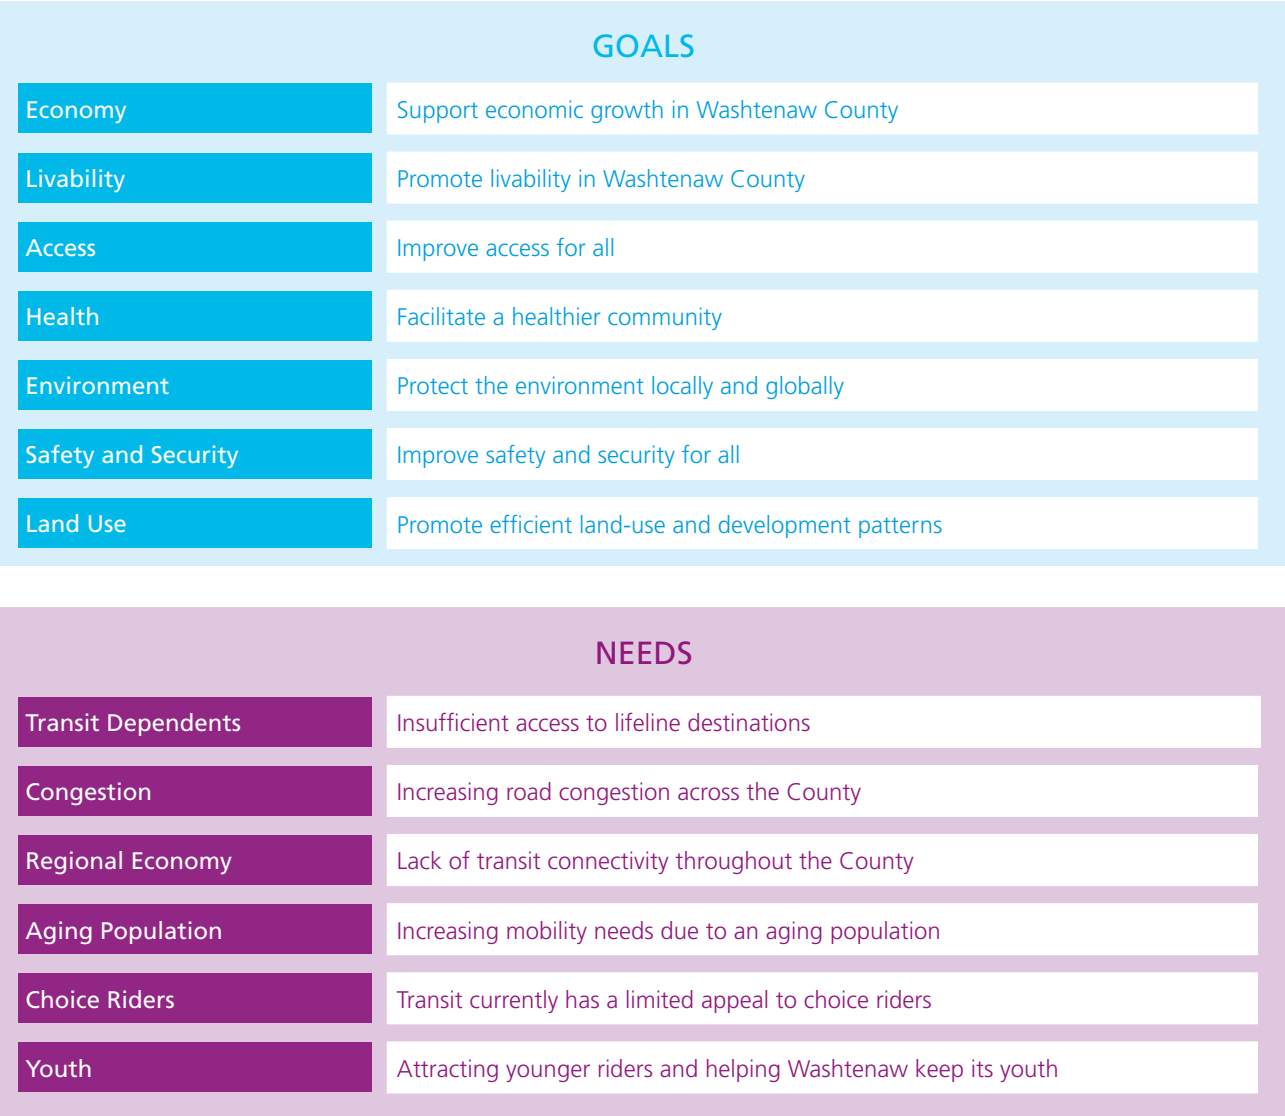 GOALS
Economy
Support economic growth in Washtenaw County
Livability
Promote livability in Washtenaw County
Access
Improve access for all
Health
Facilitate a healthier community
Environment
Protect the environment locally and globally
Safety and Security
Improve safety and security for all
Land Use
Promote efficient land-use and development patterns
NEEDS
Transit Dependents
Insufficient access to lifeline destinations
Congestion
Increasing road congestion across the County
Regional Economy
Lack of transit connectivity throughout the County
Aging Population
Increasing mobility needs due to an aging population
Choice Riders
Transit currently has a limited appeal to choice riders
Youth
Attracting younger riders and helping Washtenaw keep its youth